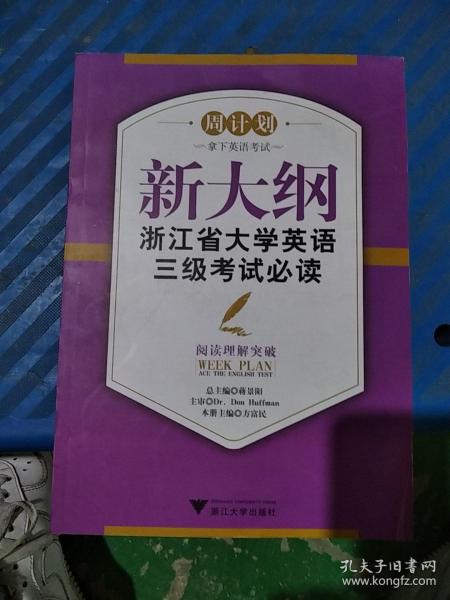 周计划
拿下英语考试
新大纲
浙江省大学英语
三级考试必读
阅读理解突破
WEEK PLAN
ACE THE ENGLISH TEST
总主编◎蒋景阳
主审◎Dr. Don Huffman
本册主编◎方富民
ZHEJIANG UNIVERSITY PRESS
浙江大学出版社
孔夫子旧书网
www.kongfz.com